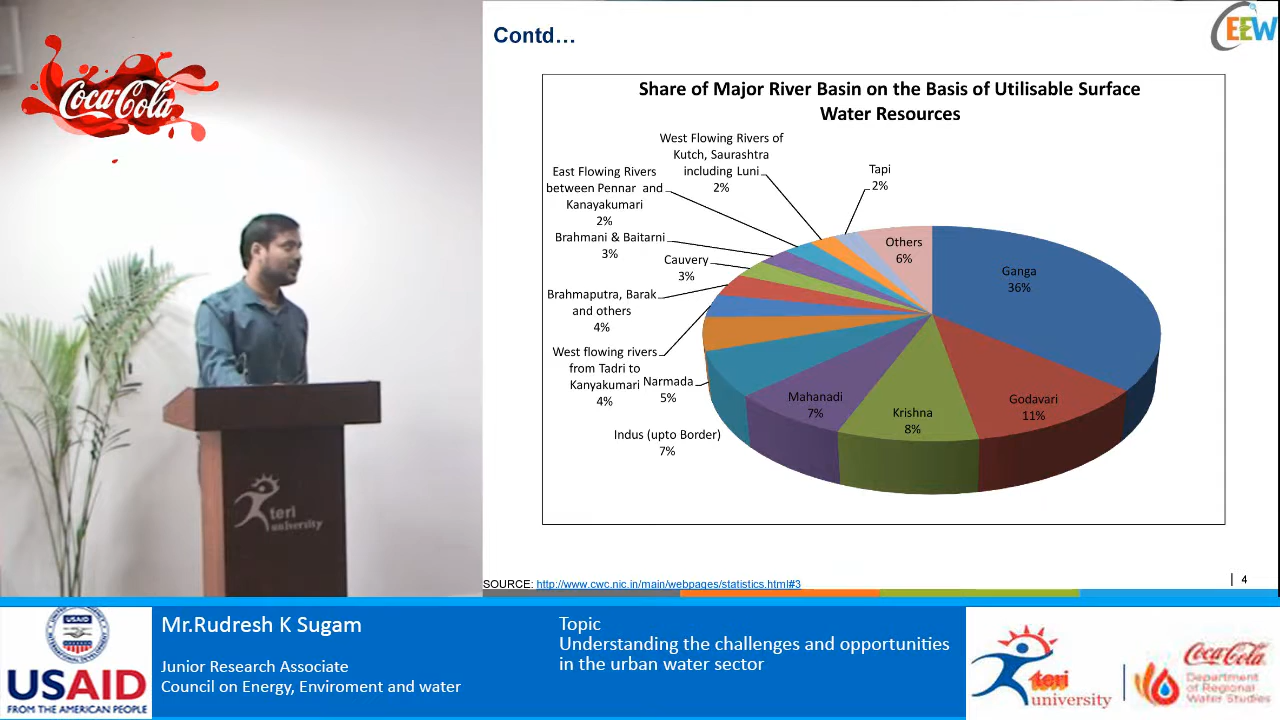 Coca-Cola
Contd…
CEEW
Share of Major River Basin on the Basis of Utilisable Surface
Water Resources
West Flowing Rivers of
Kutch, Saurashtra
including Luni
2%
Tapi
2%
East Flowing Rivers
between Pennar and
Kanayakumari
2%
Brahmani & Baitarni
3%
Cauvery
3%
Brahmaputra, Barak
and others
4%
West flowing rivers
from Tadri to
Kanyakumari
4%
Narmada
5%
Indus (upto Border)
7%
Mahanadi
7%
Krishna
8%
Godavari
11%
Ganga
36%
Others
6%
teri
university
SOURCE: http://www.cwc.nic.in/main/webpages/statistics.html#3
| 4
USAID
USAID
FROM THE AMERICAN PEOPLE
Mr.Rudresh K Sugam
Junior Research Associate
Council on Energy, Enviroment and water
Topic
Understanding the challenges and opportunities
in the urban water sector
teri
university
Coca-Cola
Department
of Regional
Water Studies